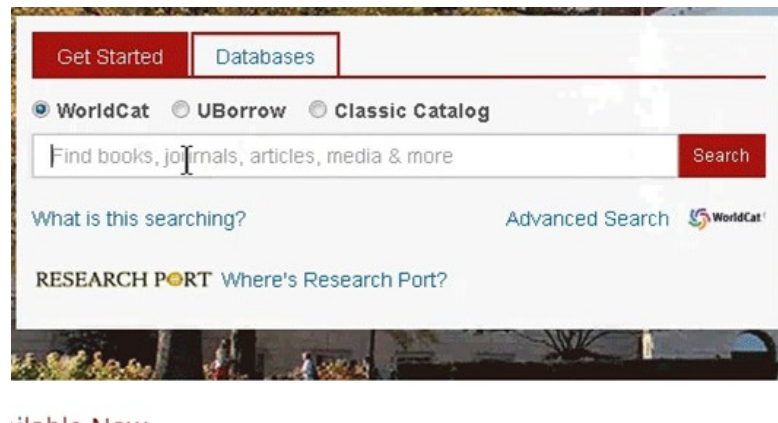 Get Started Databases
WorldCat UBorrow Classic Catalog
Find books, journals, articles, media & more Search
What is this searching? Advanced Search WorldCat
RESEARCH PORT Where's Research Port?
Now